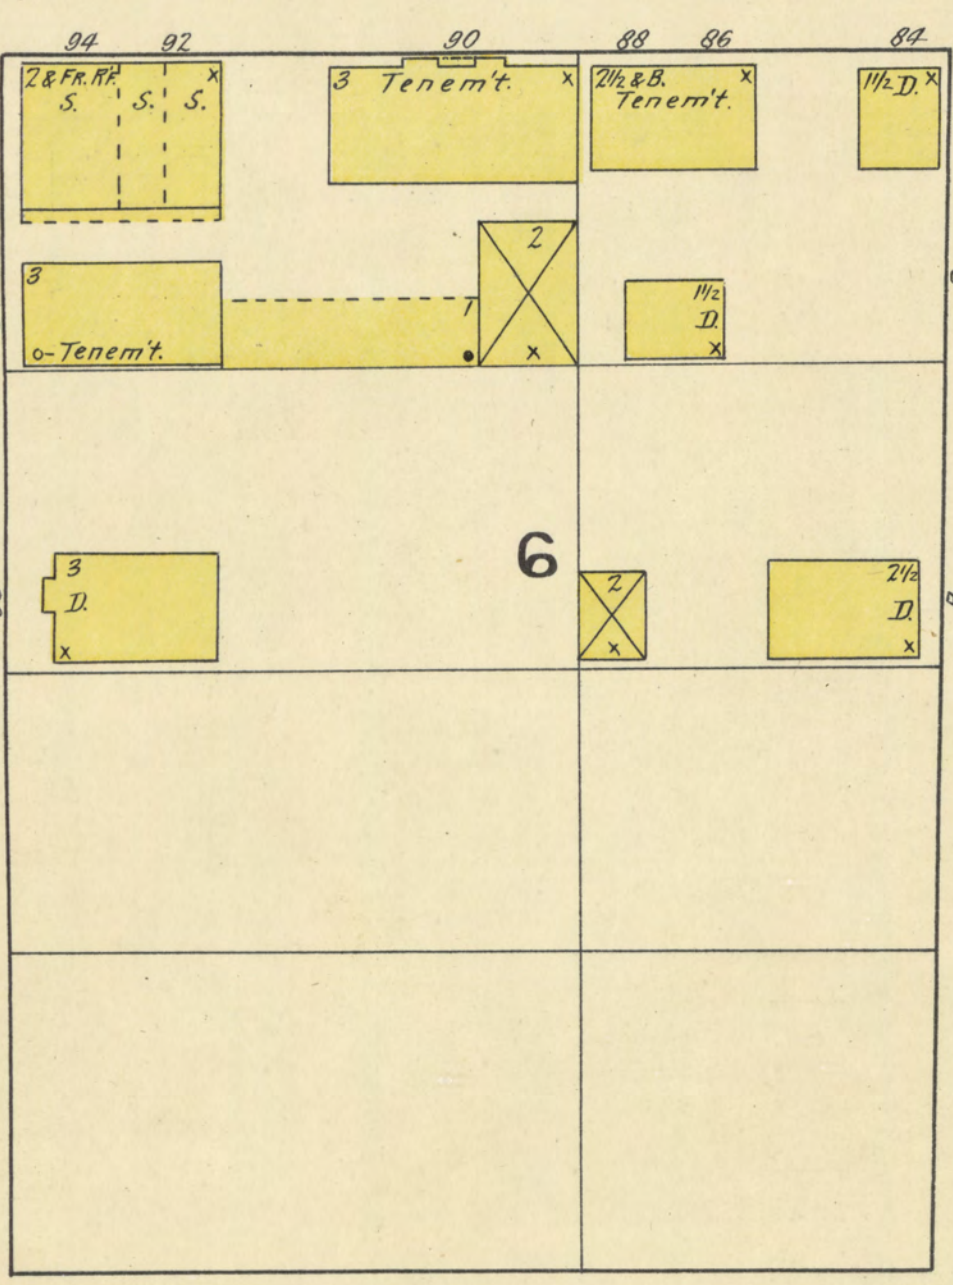 94 92 90 88 86 84
2 & FR. R'F. x
S. S. S.
3 Tenem't. x
2½ & B. x
Tenem't.
1½ D. x
3
o-Tenem't.
1
2
x
1½
D.
x
6
3
D.
x
2
x
2½
D.
x